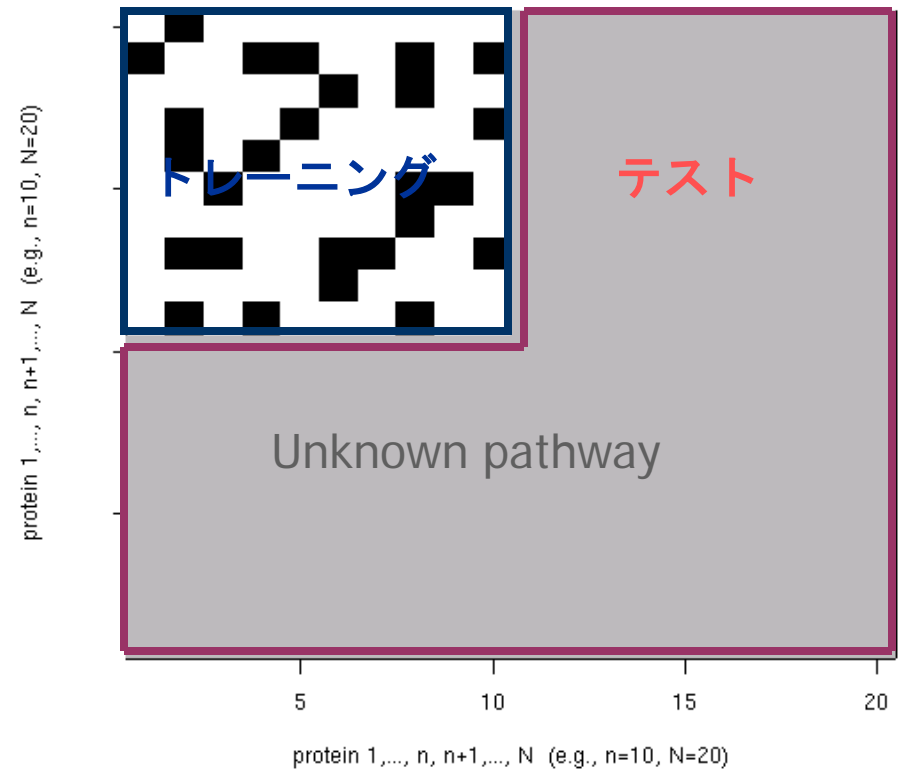 protein 1,..., n, n+1,..., N (e.g., n=10, N=20)
トレーニング
テスト
Unknown pathway
5
10
15
20
protein 1,..., n, n+1,..., N (e.g., n=10, N=20)